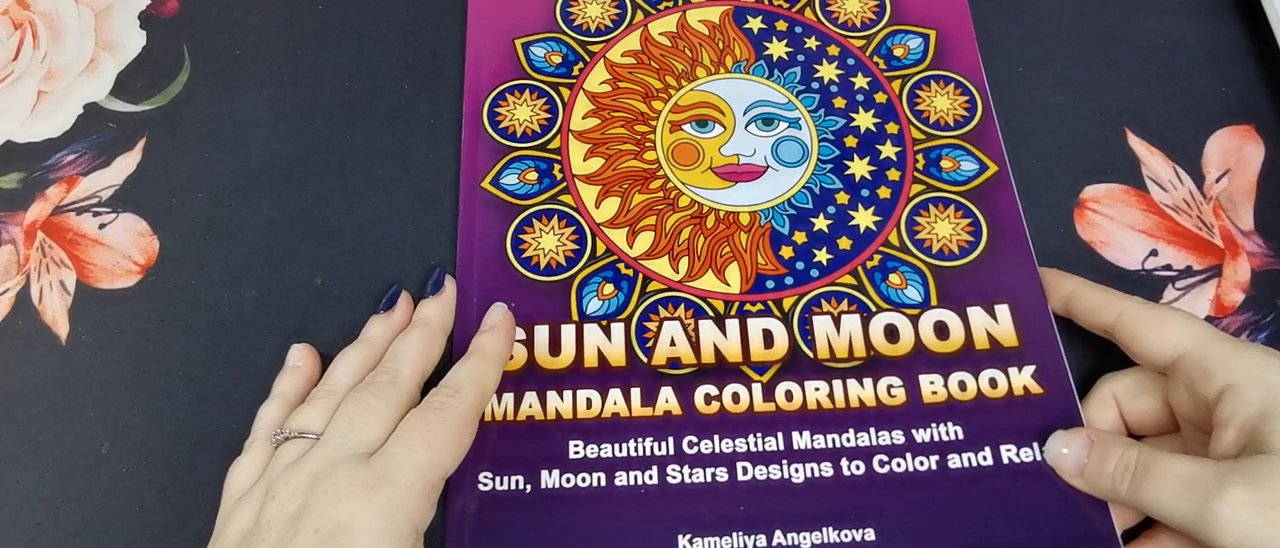 SUN AND MOON
MANDALA COLORING BOOK
Beautiful Celestial Mandalas with
Sun, Moon and Stars Designs to Color and
Kameliya Angelkova